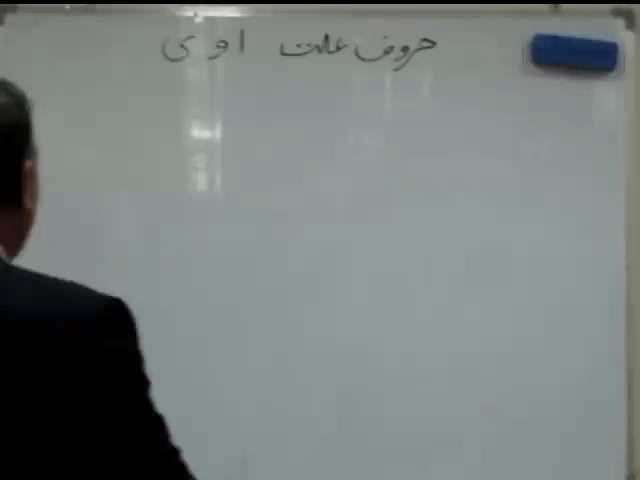 حروف علت ا و ی